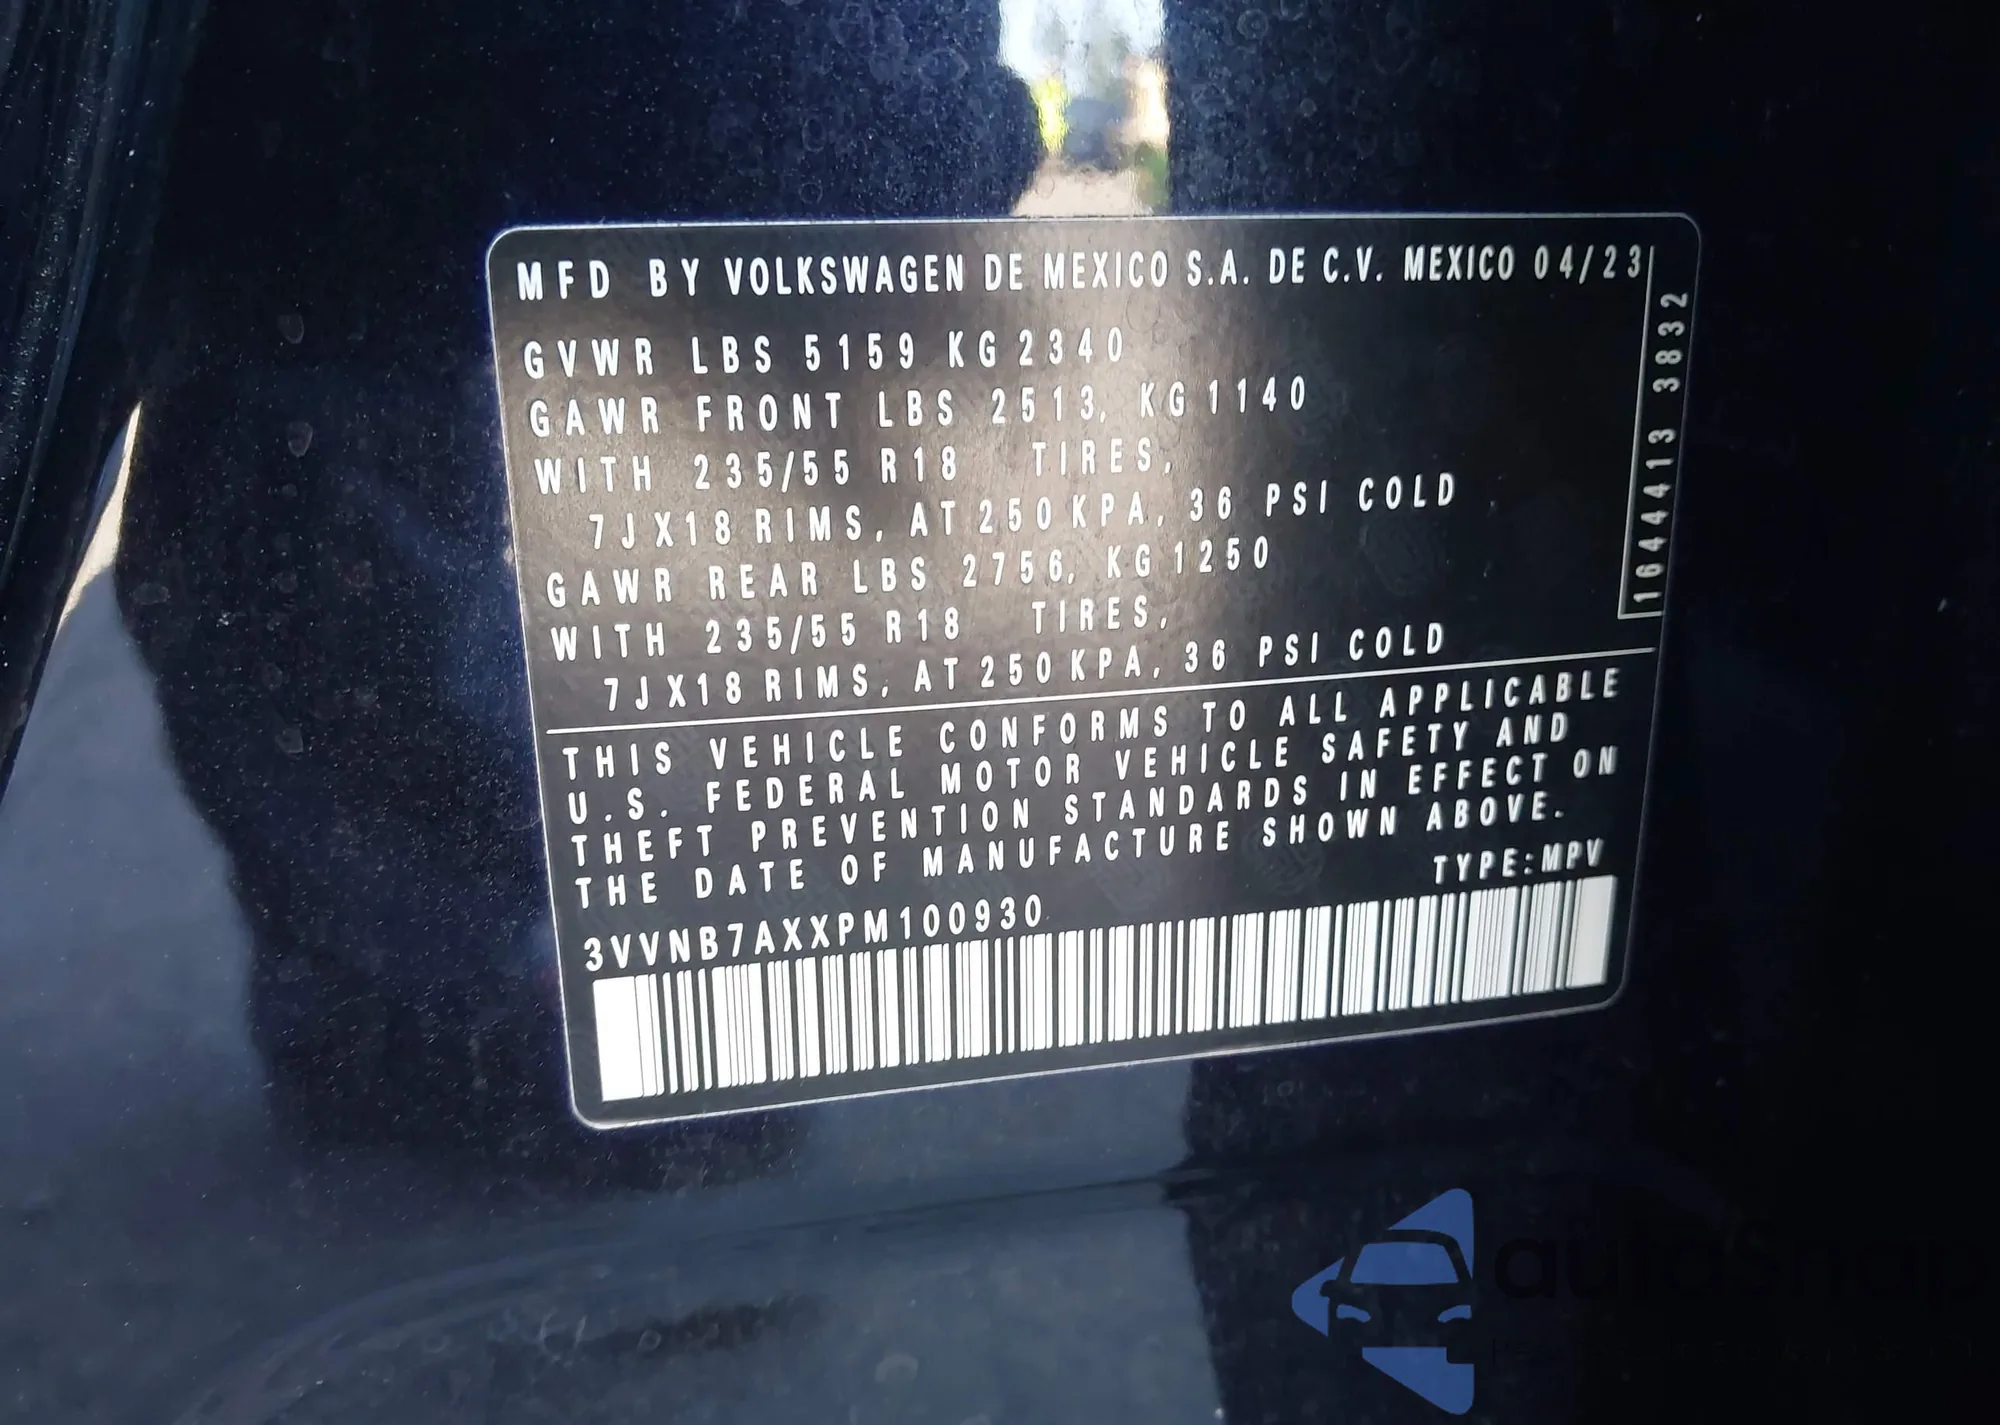 MFD BY VOLKSWAGEN DE MEXICO S.A. DE C.V. MEXICO 04/23
GVWR LBS 5159 KG 2340
GAWR FRONT LBS 2513, KG 1140
WITH 235/55 R18 TIRES,
7JX18 RIMS, AT 250 KPA, 36 PSI COLD
GAWR REAR LBS 2756, KG 1250
WITH 235/55 R18 TIRES,
7JX18 RIMS, AT 250 KPA, 36 PSI COLD
1644413 3832
THIS VEHICLE CONFORMS TO ALL APPLICABLE
U.S. FEDERAL MOTOR VEHICLE SAFETY AND
THEFT PREVENTION STANDARDS IN EFFECT ON
THE DATE OF MANUFACTURE SHOWN ABOVE.
TYPE:MPV
3VVNB7AXXPM100930
autoshop